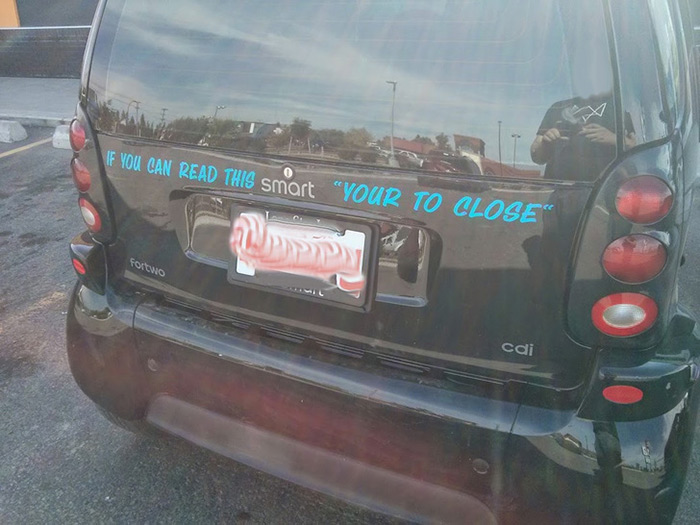 IF YOU CAN READ THIS smart "YOUR TO CLOSE"
fortwo
cdi